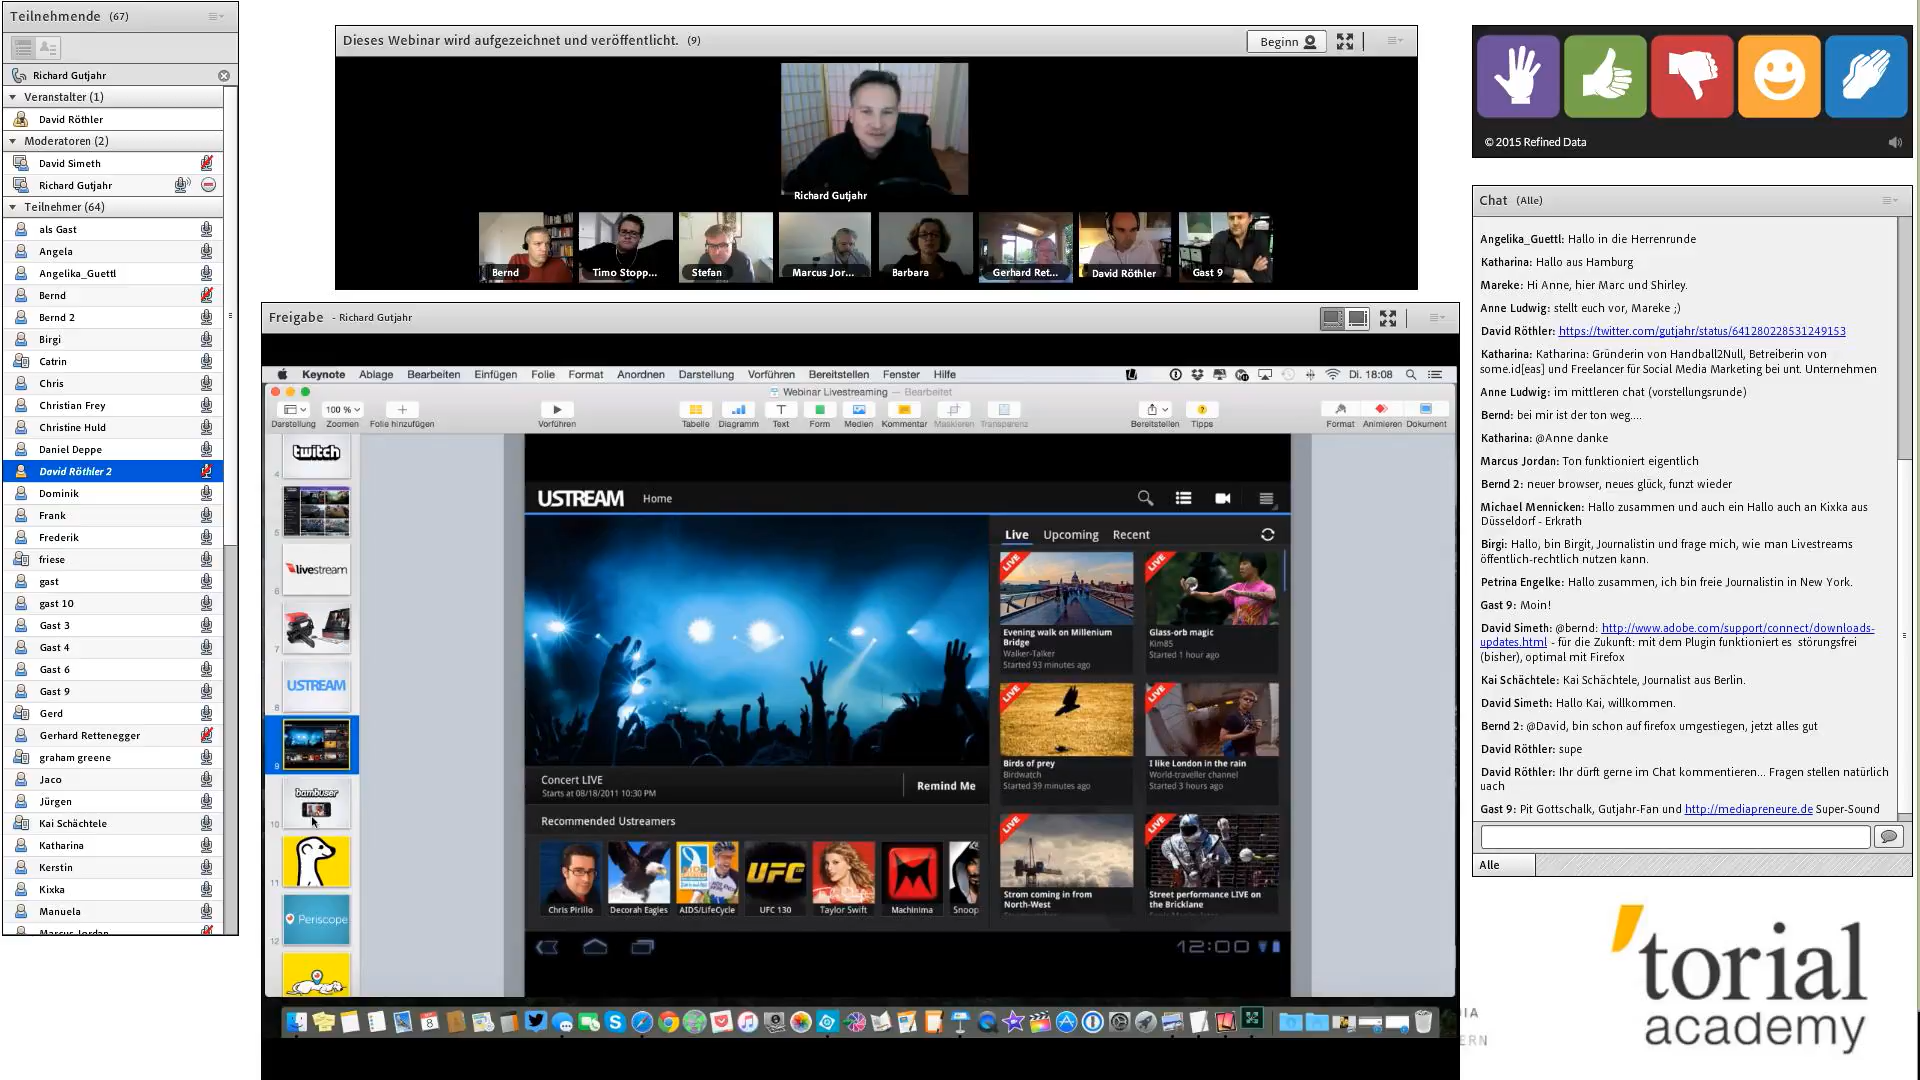 Teilnehmende (67)
Richard Gutjahr
Veranstalter (1)
David Röthler
Moderatoren (2)
David Simeth
Richard Gutjahr
Teilnehmer (64)
als Gast
Angela
Angelika_Guettl
Bernd
Bernd 2
Birgi
Catrin
Chris
Christian Frey
Christine Huld
Daniel Deppe
David Röthler 2
Dominik
Frank
Frederik
friese
gast
gast 10
Gast 3
Gast 4
Gast 6
Gast 9
Gerd
Gerhard Rettenegger
graham greene
Jaco
Jürgen
Kai Schächtele
Katharina
Kerstin
Kixka
Manuela
Marcus Jordan
Dieses Webinar wird aufgezeichnet und veröffentlicht. (9)
Beginn
Richard Gutjahr
Bernd
Timo Stopp...
Stefan
Marcus Jor...
Barbara
Gerhard Ret...
David Röthler
Gast 9
Freigabe - Richard Gutjahr
Keynote Ablage Bearbeiten Einfügen Folie Format Anordnen Darstellung Vorführen Bereitstellen Fenster Hilfe
Di. 18:08
Webinar Livestreaming — Bearbeitet
100 %
Darstellung Zoomen Folie hinzufügen Vorführen Tabelle Diagramm Text Form Medien Kommentar Maskieren Transparenz Bereitstellen Tipps Format Animieren Dokument
4
twitch
5
6
livestream
7
8
USTREAM
9
10
bambuser
11
12
Periscope
USTREAM Home
Live Upcoming Recent
LIVE
Evening walk on Millenium
Bridge
Walker-Talker
Started 93 minutes ago
LIVE
Glass-orb magic
Kim85
Started 1 hour ago
LIVE
Birds of prey
Birdwatch
Started 39 minutes ago
LIVE
I like London in the rain
World-traveller channel
Started 3 hours ago
LIVE
Strom coming in from
North-West
LIVE
Street performance LIVE on
the Bricklane
Concert LIVE
Starts at 08/18/2011 10:30 PM
Remind Me
Recommended Ustreamers
UFC
Chris Pirillo
Decorah Eagles
AIDS/LifeCycle
UFC 130
Taylor Swift
Machinima
Snoop
12:00
© 2015 Refined Data
Chat (Alle)
Angelika_Guettl: Hallo in die Herrenrunde
Katharina: Hallo aus Hamburg
Mareke: Hi Anne, hier Marc und Shirley.
Anne Ludwig: stellt euch vor, Mareke ;)
David Röthler: https://twitter.com/gutjahr/status/641280228531249153
Katharina: Katharina: Gründerin von Handball2Null, Betreiberin von
some.id[eas] und Freelancer für Social Media Marketing bei unt. Unternehmen
Anne Ludwig: im mittleren chat (vorstellungsrunde)
Bernd: bei mir ist der ton weg....
Katharina: @Anne danke
Marcus Jordan: Ton funktioniert eigentlich
Bernd 2: neuer browser, neues glück, funzt wieder
Michael Mennicken: Hallo zusammen und auch ein Hallo auch an Kixka aus
Düsseldorf - Erkrath
Birgi: Hallo, bin Birgit, Journalistin und frage mich, wie man Livestreams
öffentlich-rechtlich nutzen kann.
Petrina Engelke: Hallo zusammen, ich bin freie Journalistin in New York.
Gast 9: Moin!
David Simeth: @bernd: http://www.adobe.com/support/connect/downloads-
updates.html - für die Zukunft: mit dem Plugin funktioniert es störungsfrei
(bisher), optimal mit Firefox
Kai Schächtele: Kai Schächtele, Journalist aus Berlin.
David Simeth: Hallo Kai, willkommen.
Bernd 2: @David, bin schon auf firefox umgestiegen, jetzt alles gut
David Röthler: supe
David Röthler: Ihr dürft gerne im Chat kommentieren... Fragen stellen natürlich
uach
Gast 9: Pit Gottschalk, Gutjahr-Fan und http://mediapreneure.de Super-Sound
Alle
IA
ERN
torial
academy